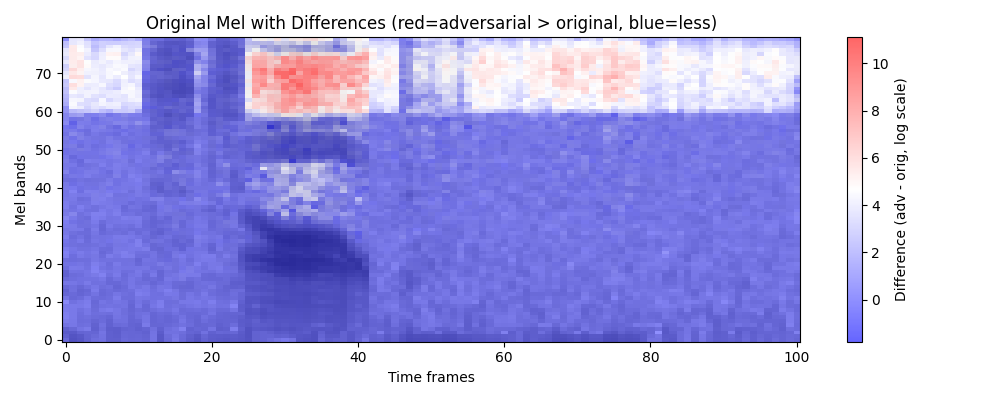 Original Mel with Differences (red=adversarial > original, blue=less)
Mel bands
70
60
50
40
30
20
10
0
0 20 40 60 80 100
Time frames
10
8
6
4
2
0
Difference (adv - orig, log scale)